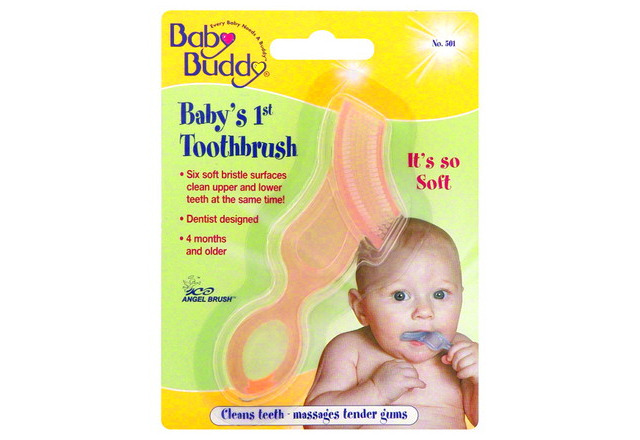 Every Baby Needs A Buddy
Baby
Buddy®
No. 501
Baby's 1st
Toothbrush
It's so
Soft
• Six soft bristle surfaces
clean upper and lower
teeth at the same time!
• Dentist designed
• 4 months
and older
ANGEL BRUSH™
Cleans teeth - massages tender gums